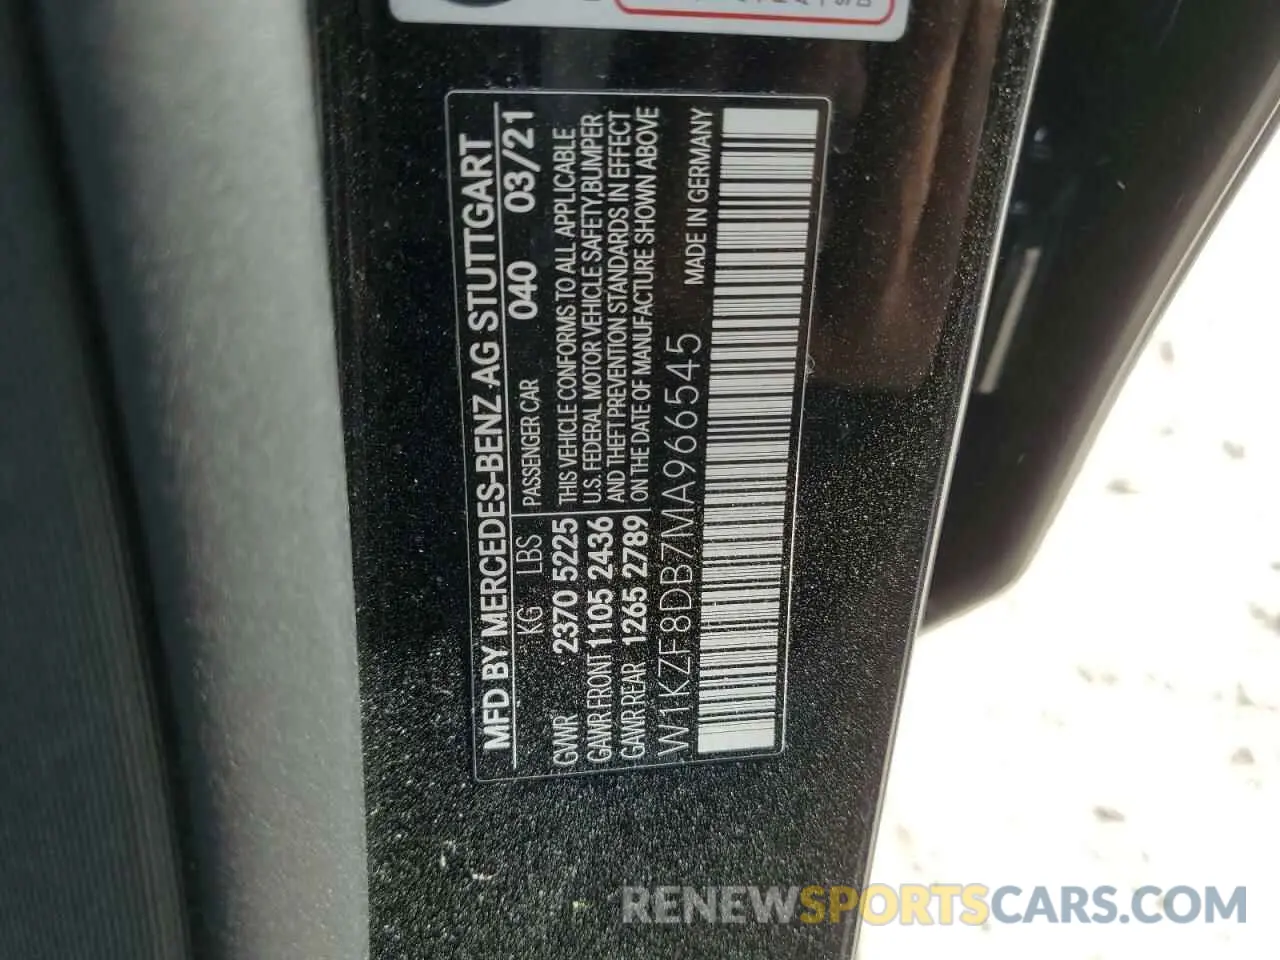 MFD BY MERCEDES-BENZ AG STUTTGART
KG LBS PASSENGER CAR 040 03/21
GVWR 2370 5225 THIS VEHICLE CONFORMS TO ALL APPLICABLE
GAWR FRONT 1105 2436 U.S. FEDERAL MOTOR VEHICLE SAFETY, BUMPER
AND THEFT PREVENTION STANDARDS IN EFFECT
GAWR REAR 1265 2789 ON THE DATE OF MANUFACTURE SHOWN ABOVE
W1KZF8DB7MA966545 MADE IN GERMANY
RENEWSPORTSCARS.COM